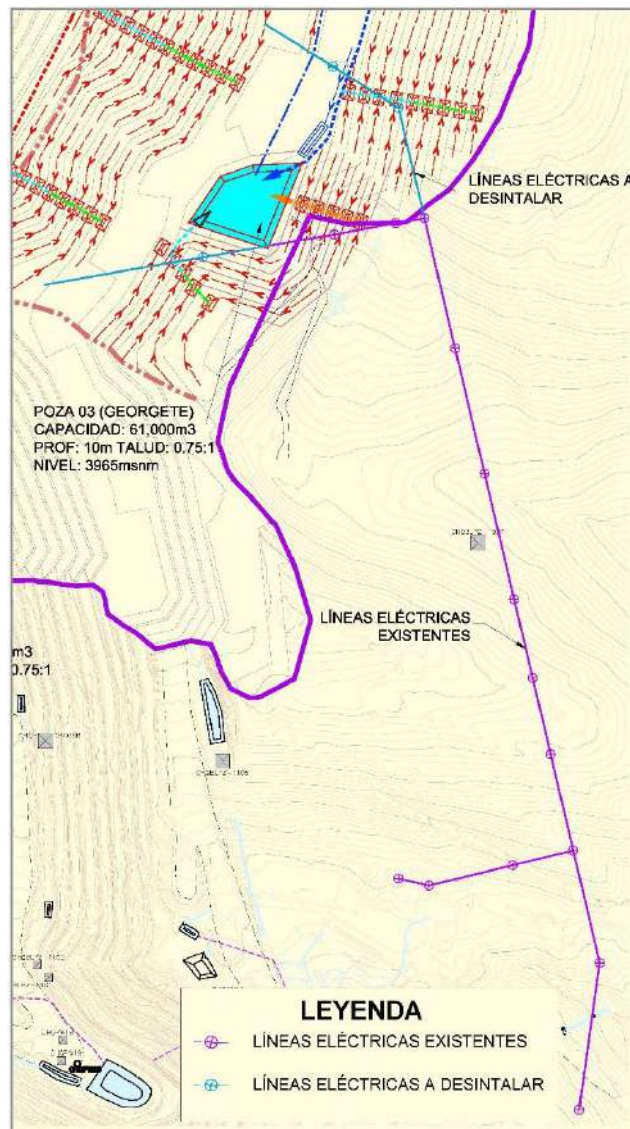 LÍNEAS ELÉCTRICAS A
DESINTALAR
POZA 03 (GEORGETE)
CAPACIDAD: 61,000m3
PROF: 10m TALUD: 0.75:1
NIVEL: 3965msnm
LÍNEAS ELÉCTRICAS
EXISTENTES
m3
0.75:1
LEYENDA
LÍNEAS ELÉCTRICAS EXISTENTES
LÍNEAS ELÉCTRICAS A DESINTALAR